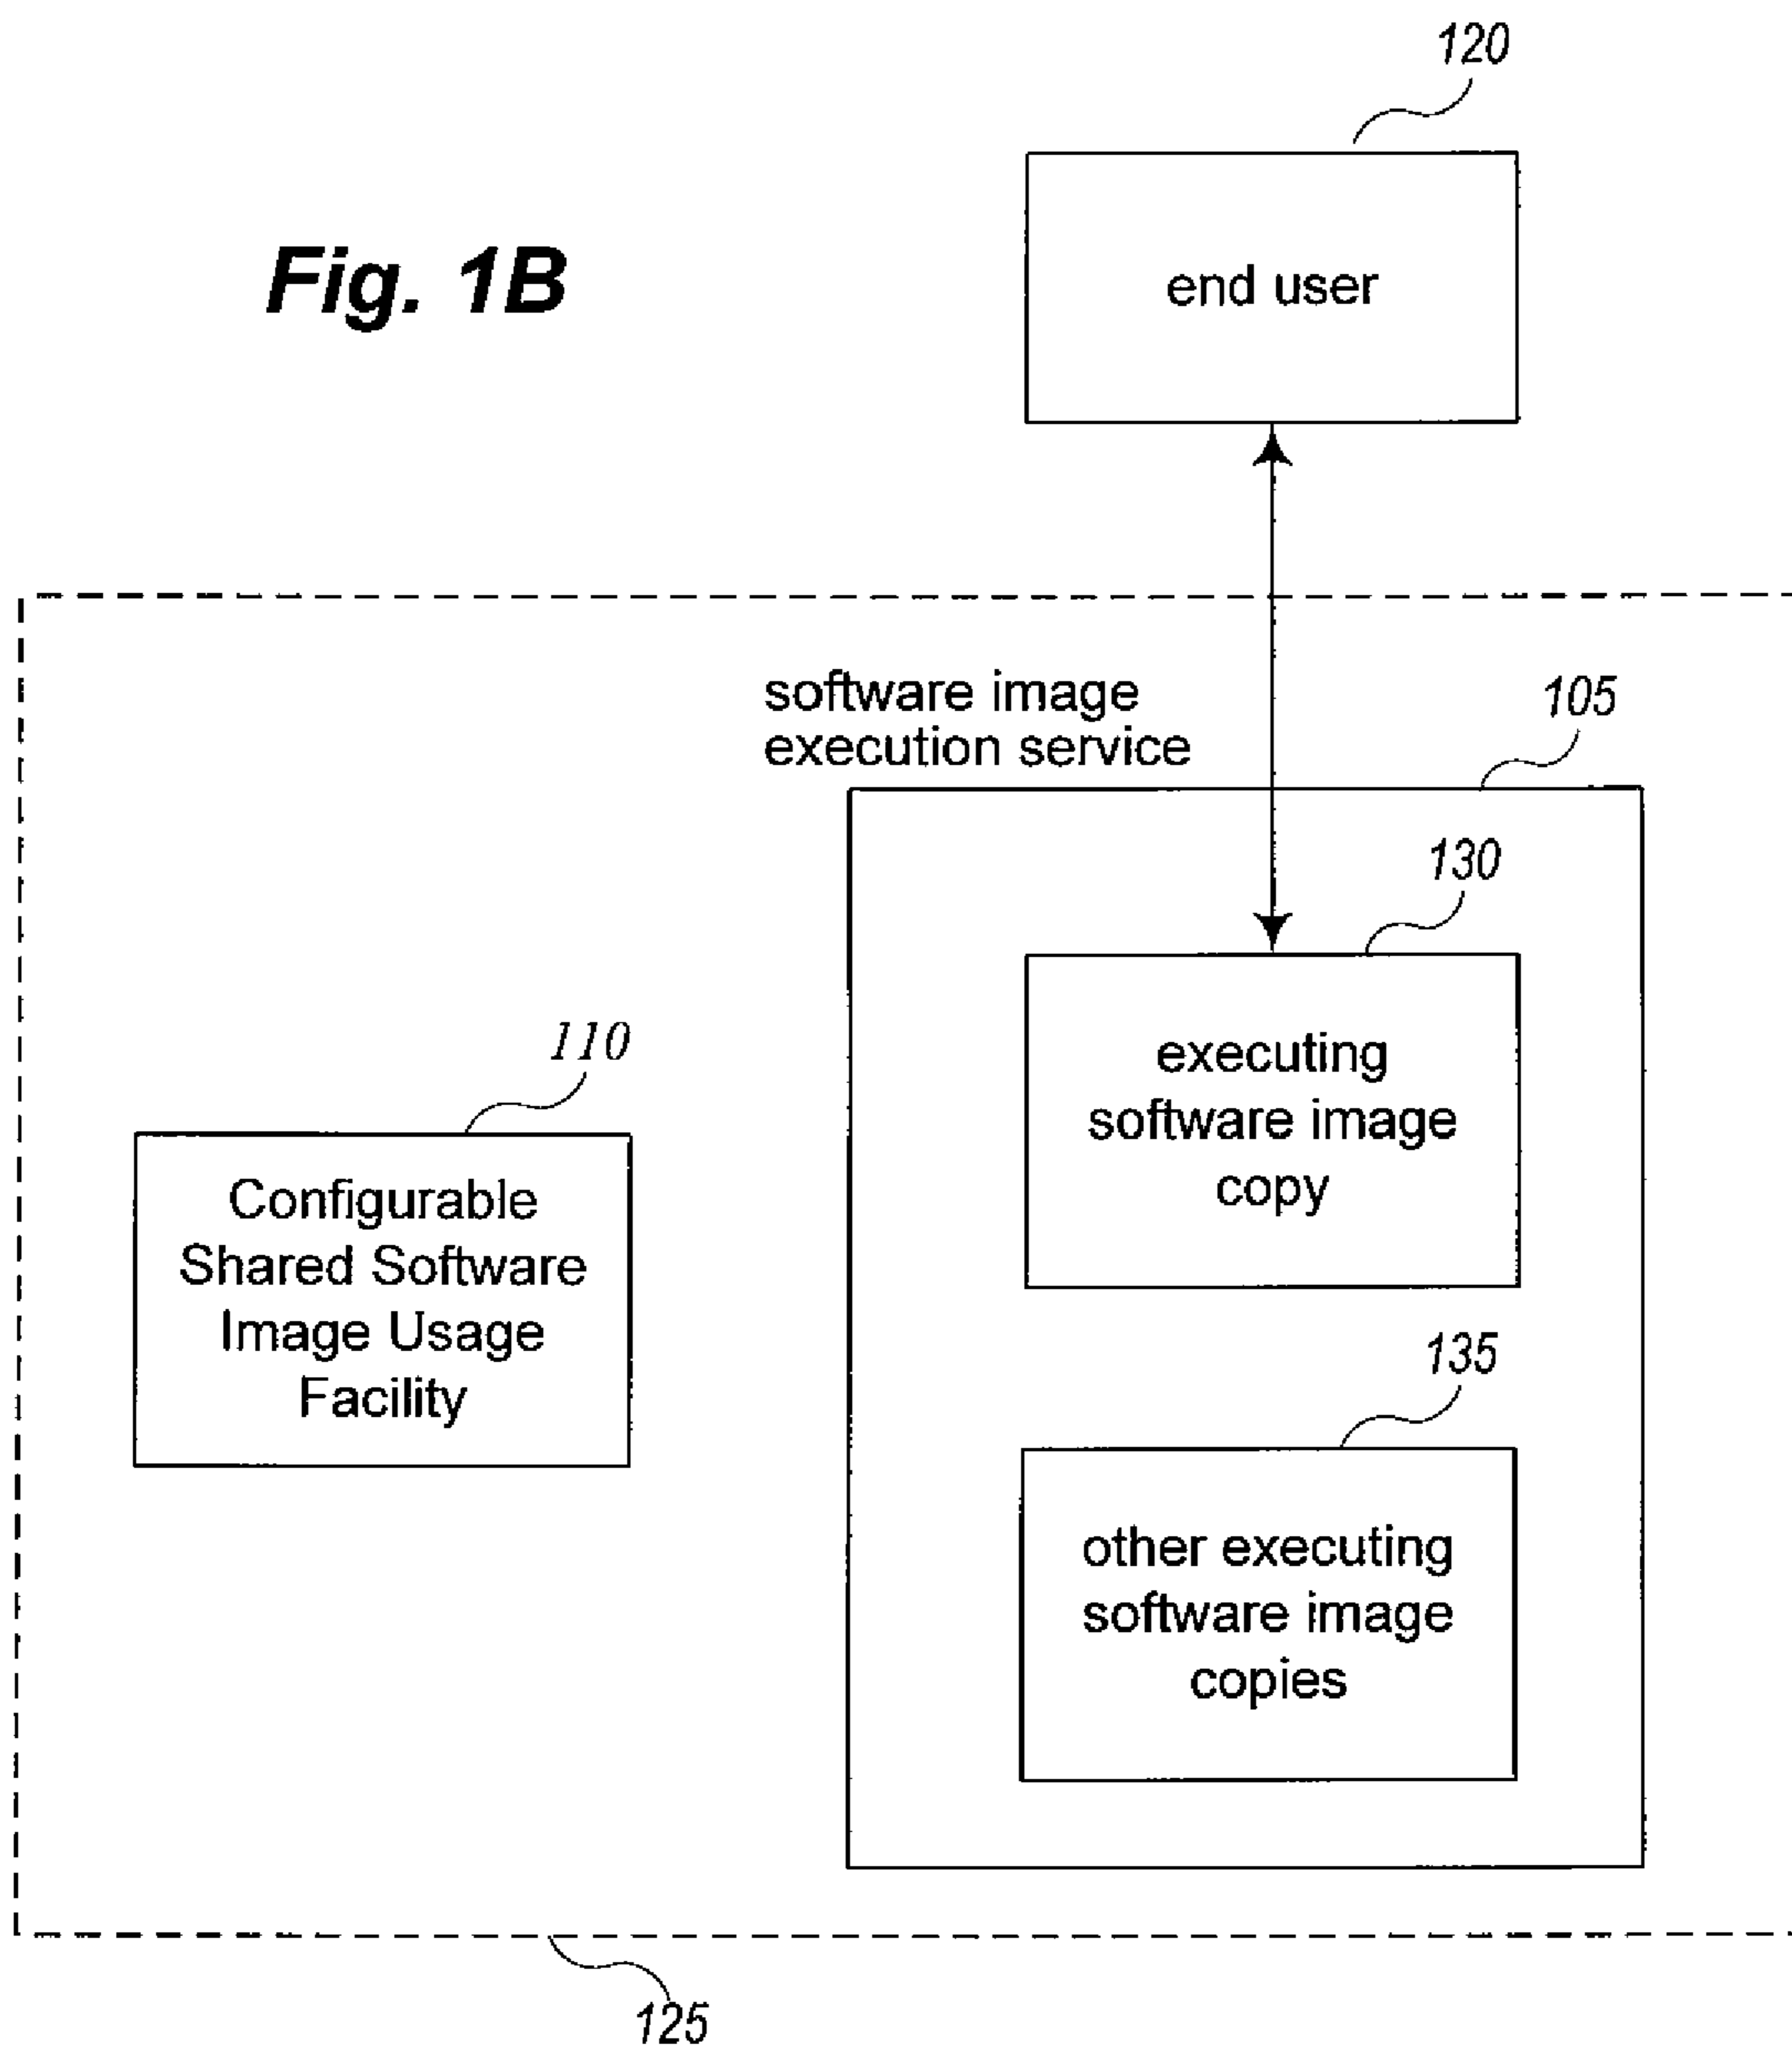 120
Fig. 1B
end user
software image
execution service
105
130
executing
software image
copy
110
Configurable
Shared Software
Image Usage
Facility
135
other executing
software image
copies
125